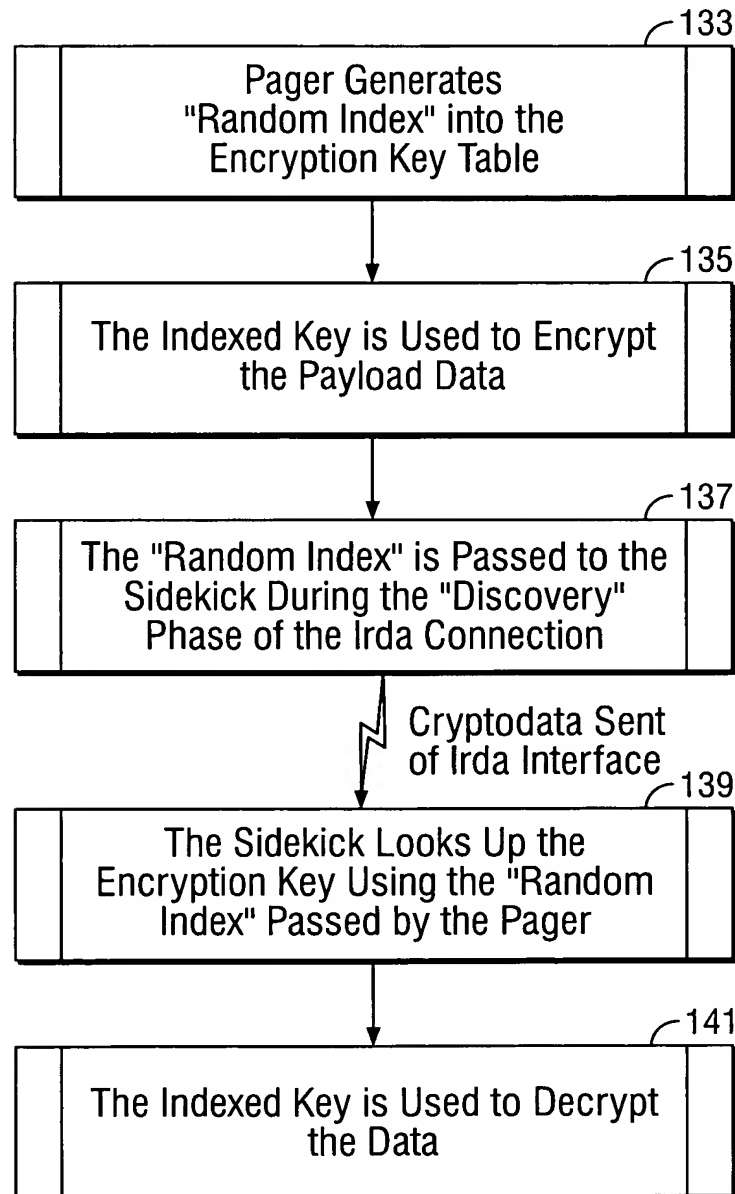 133
Pager Generates
"Random Index" into the
Encryption Key Table
135
The Indexed Key is Used to Encrypt
the Payload Data
137
The "Random Index" is Passed to the
Sidekick During the "Discovery"
Phase of the Irda Connection
Cryptodata Sent
of Irda Interface
139
The Sidekick Looks Up the
Encryption Key Using the "Random
Index" Passed by the Pager
141
The Indexed Key is Used to Decrypt
the Data